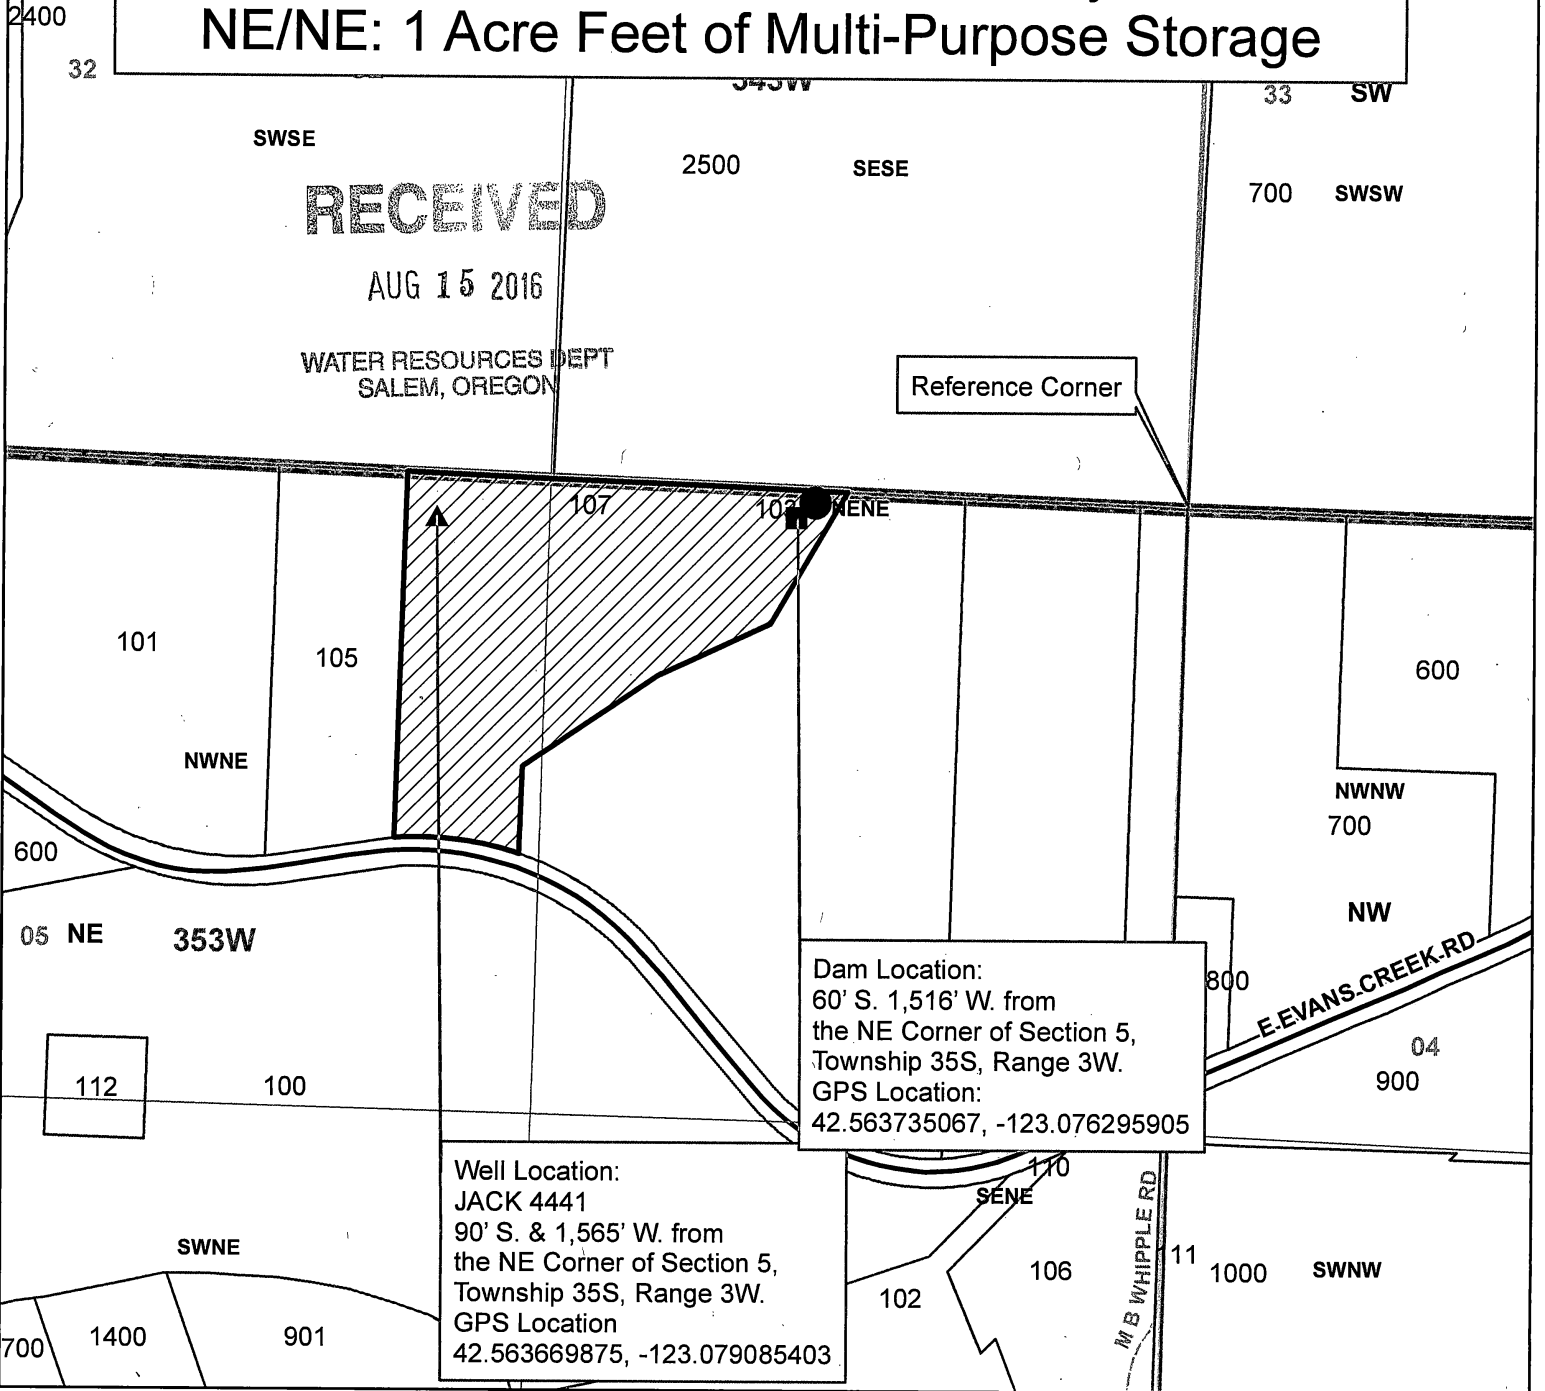 NE/NE: 1 Acre Feet of Multi-Purpose Storage
2400
32
343W
33
SW
SWSE
2500
SESE
700
SWSW
RECEIVED
AUG 15 2016
WATER RESOURCES DEPT
SALEM, OREGON
Reference Corner
107
103
NENE
101
105
600
NWNE
NWNW
700
600
NW
05
NE
353W
E EVANS CREEK RD
800
04
900
112
100
Dam Location:
60' S. 1,516' W. from
the NE Corner of Section 5,
Township 35S, Range 3W.
GPS Location:
42.563735067, -123.076295905
Well Location:
JACK 4441
90' S. & 1,565' W. from
the NE Corner of Section 5,
Township 35S, Range 3W.
GPS Location
42.563669875, -123.079085403
110
SENE
M B WHIPPLE RD
SWNE
106
11
1000
SWNW
102
700
1400
901